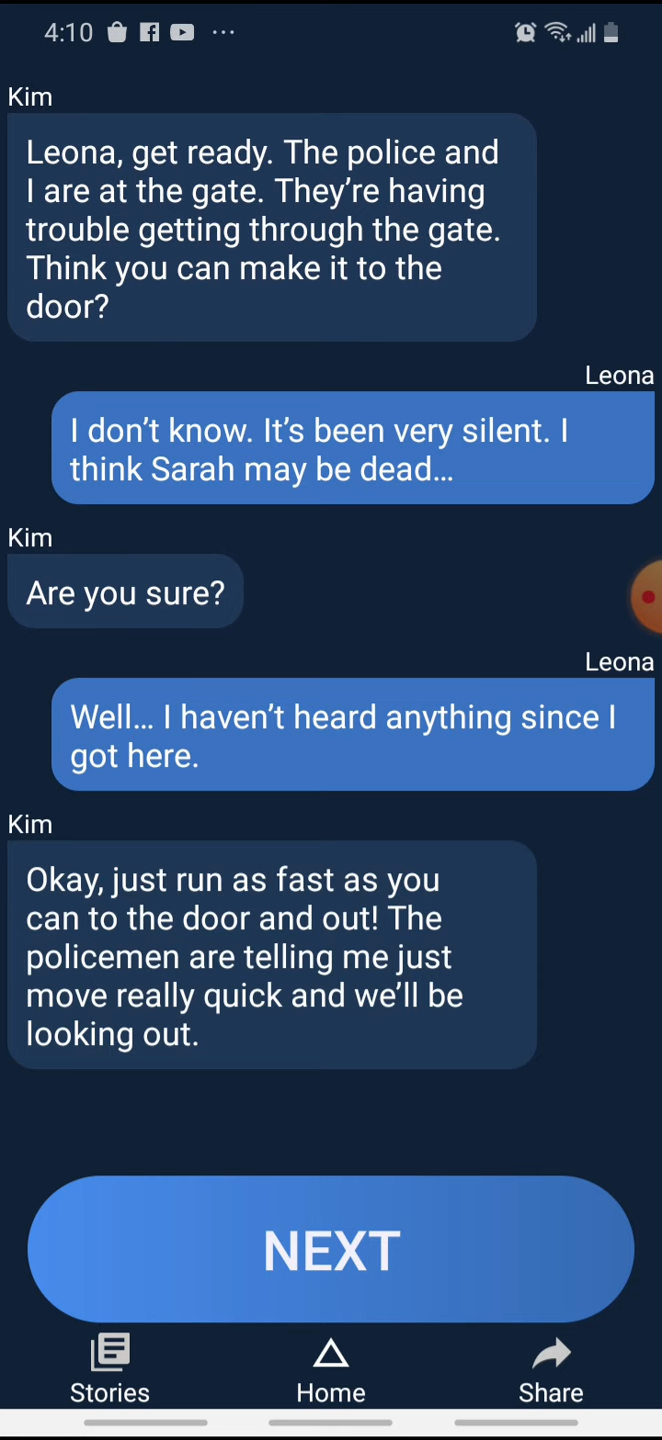 4:10
Kim
Leona, get ready. The police and
I are at the gate. They’re having
trouble getting through the gate.
Think you can make it to the
door?
Leona
I don’t know. It’s been very silent. I
think Sarah may be dead...
Kim
Are you sure?
Leona
Well... I haven’t heard anything since I
got here.
Kim
Okay, just run as fast as you
can to the door and out! The
policemen are telling me just
move really quick and we’ll be
looking out.
NEXT
Stories
Home
Share